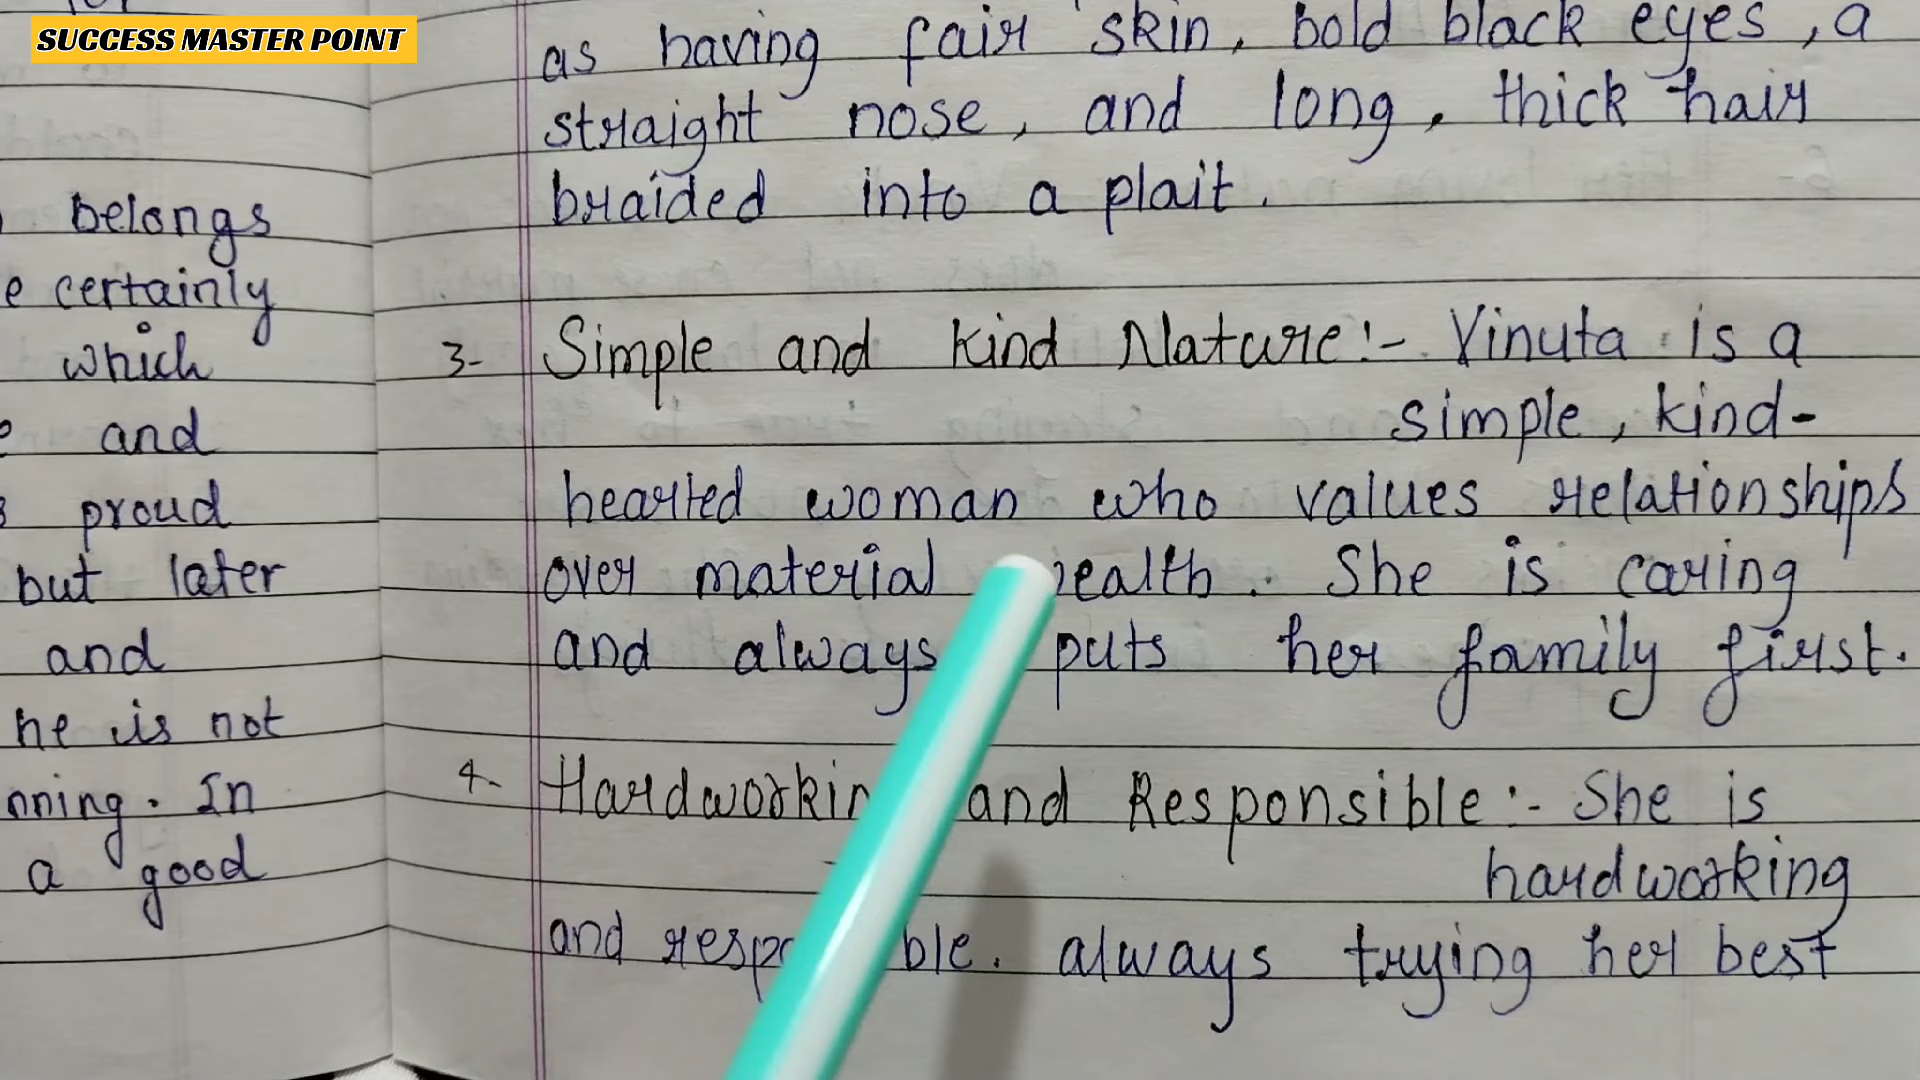 SUCCESS MASTER POINT
as having fair skin, bold black eyes, a
straight nose, and long, thick hair
braided into a plait.
3- Simple and Kind Nature:- Vinuta is a
simple, kind-
hearted woman who values relationships
over material ealth. She is caring
and always puts her family first.
4- Hardworkin and Responsible:- She is
hardworking
and resp ble. always trying her best
belongs
e certainly
which
and
proud
but later
and
he is not
nning. In
a good